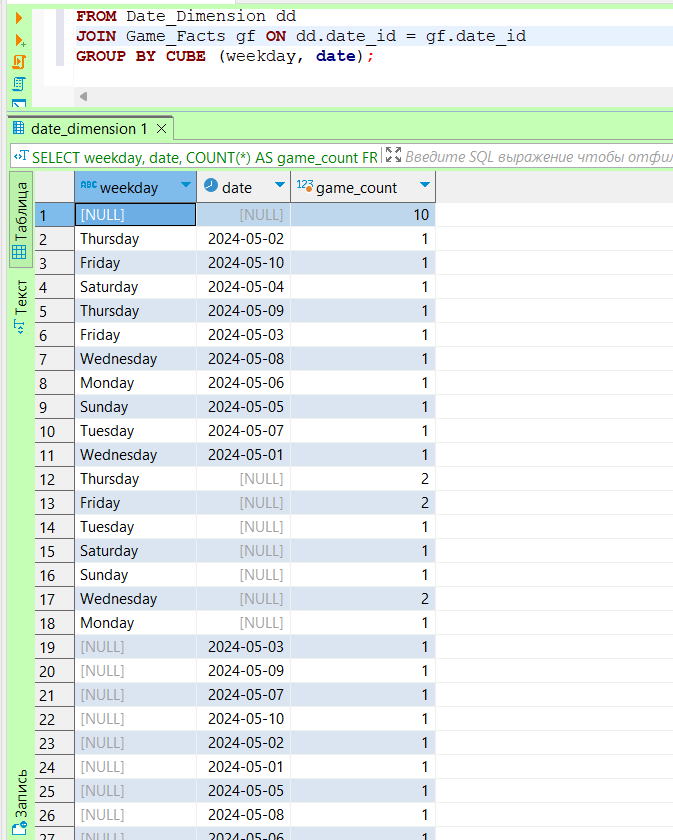 FROM Date_Dimension dd
JOIN Game_Facts gf ON dd.date_id = gf.date_id
GROUP BY CUBE (weekday, date);
date_dimension 1
SELECT weekday, date, COUNT(*) AS game_count FR
Введите SQL выражение чтобы отфил
Таблица
Текст
Запись
ABC weekday date 123 game_count
1 [NULL] [NULL] 10
2 Thursday 2024-05-02 1
3 Friday 2024-05-10 1
4 Saturday 2024-05-04 1
5 Thursday 2024-05-09 1
6 Friday 2024-05-03 1
7 Wednesday 2024-05-08 1
8 Monday 2024-05-06 1
9 Sunday 2024-05-05 1
10 Tuesday 2024-05-07 1
11 Wednesday 2024-05-01 1
12 Thursday [NULL] 2
13 Friday [NULL] 2
14 Tuesday [NULL] 1
15 Saturday [NULL] 1
16 Sunday [NULL] 1
17 Wednesday [NULL] 2
18 Monday [NULL] 1
19 [NULL] 2024-05-03 1
20 [NULL] 2024-05-09 1
21 [NULL] 2024-05-07 1
22 [NULL] 2024-05-10 1
23 [NULL] 2024-05-02 1
24 [NULL] 2024-05-01 1
25 [NULL] 2024-05-05 1
26 [NULL] 2024-05-08 1
27 [NULL] 2024-05-06 1